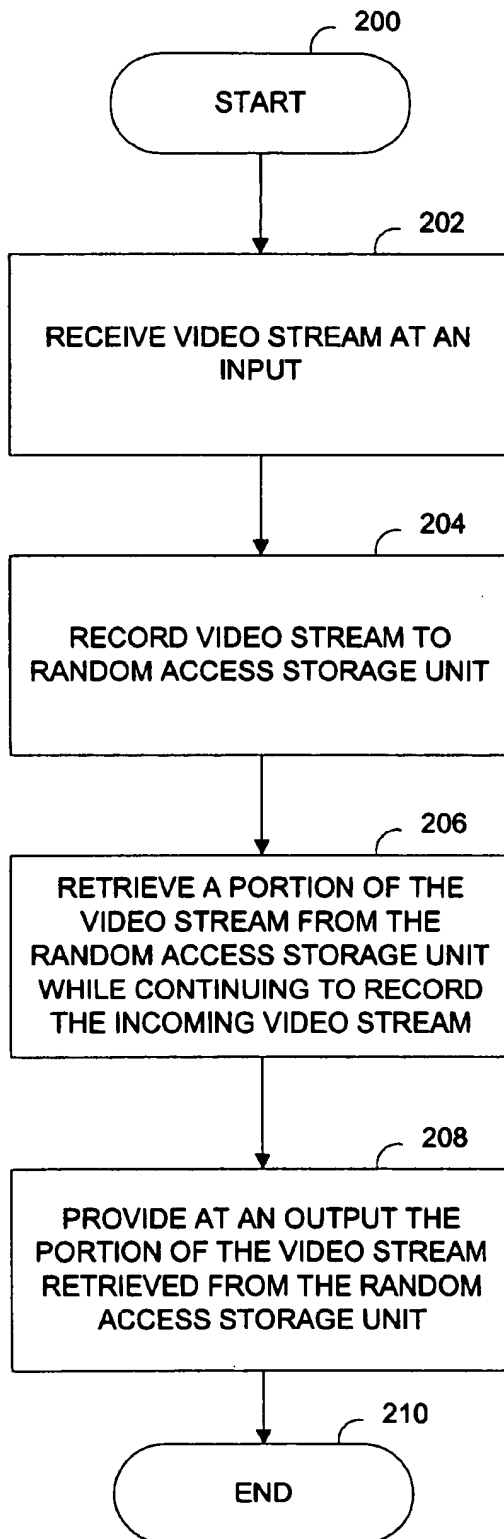 200
START
202
RECEIVE VIDEO STREAM AT AN
INPUT
204
RECORD VIDEO STREAM TO
RANDOM ACCESS STORAGE UNIT
206
RETRIEVE A PORTION OF THE
VIDEO STREAM FROM THE
RANDOM ACCESS STORAGE UNIT
WHILE CONTINUING TO RECORD
THE INCOMING VIDEO STREAM
208
PROVIDE AT AN OUTPUT THE
PORTION OF THE VIDEO STREAM
RETRIEVED FROM THE RANDOM
ACCESS STORAGE UNIT
210
END